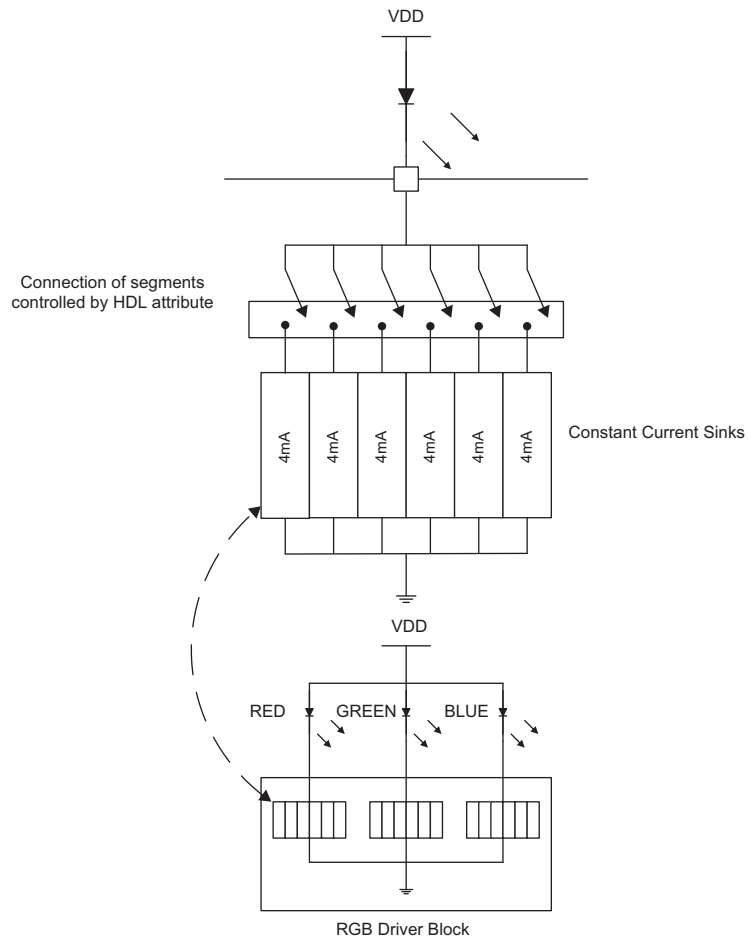 VDD
Connection of segments
controlled by HDL attribute
4mA 4mA 4mA 4mA 4mA 4mA
Constant Current Sinks
VDD
RED GREEN BLUE
RGB Driver Block